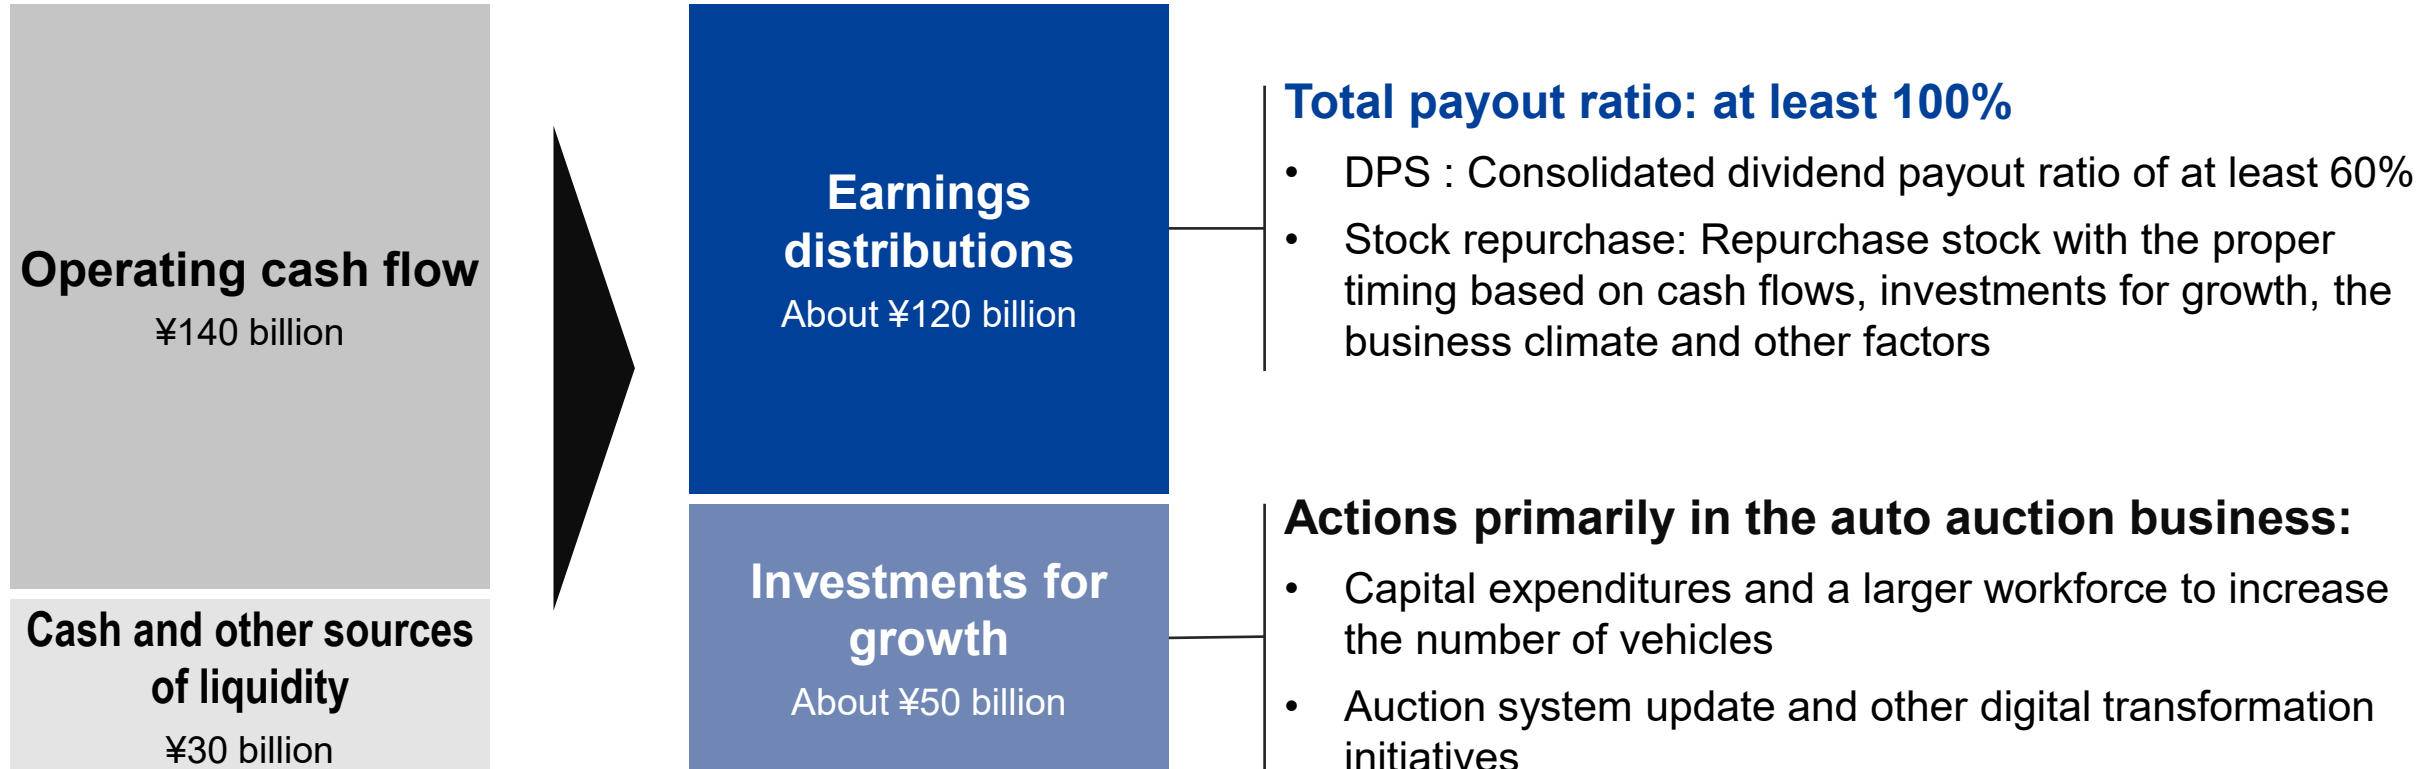 Operating cash flow
¥140 billion
Cash and other sources
of liquidity
¥30 billion
Earnings
distributions
About ¥120 billion
Investments for
growth
About ¥50 billion
Total payout ratio: at least 100%
• DPS : Consolidated dividend payout ratio of at least 60%
• Stock repurchase: Repurchase stock with the proper
timing based on cash flows, investments for growth, the
business climate and other factors
Actions primarily in the auto auction business:
• Capital expenditures and a larger workforce to increase
the number of vehicles
• Auction system update and other digital transformation
initiatives